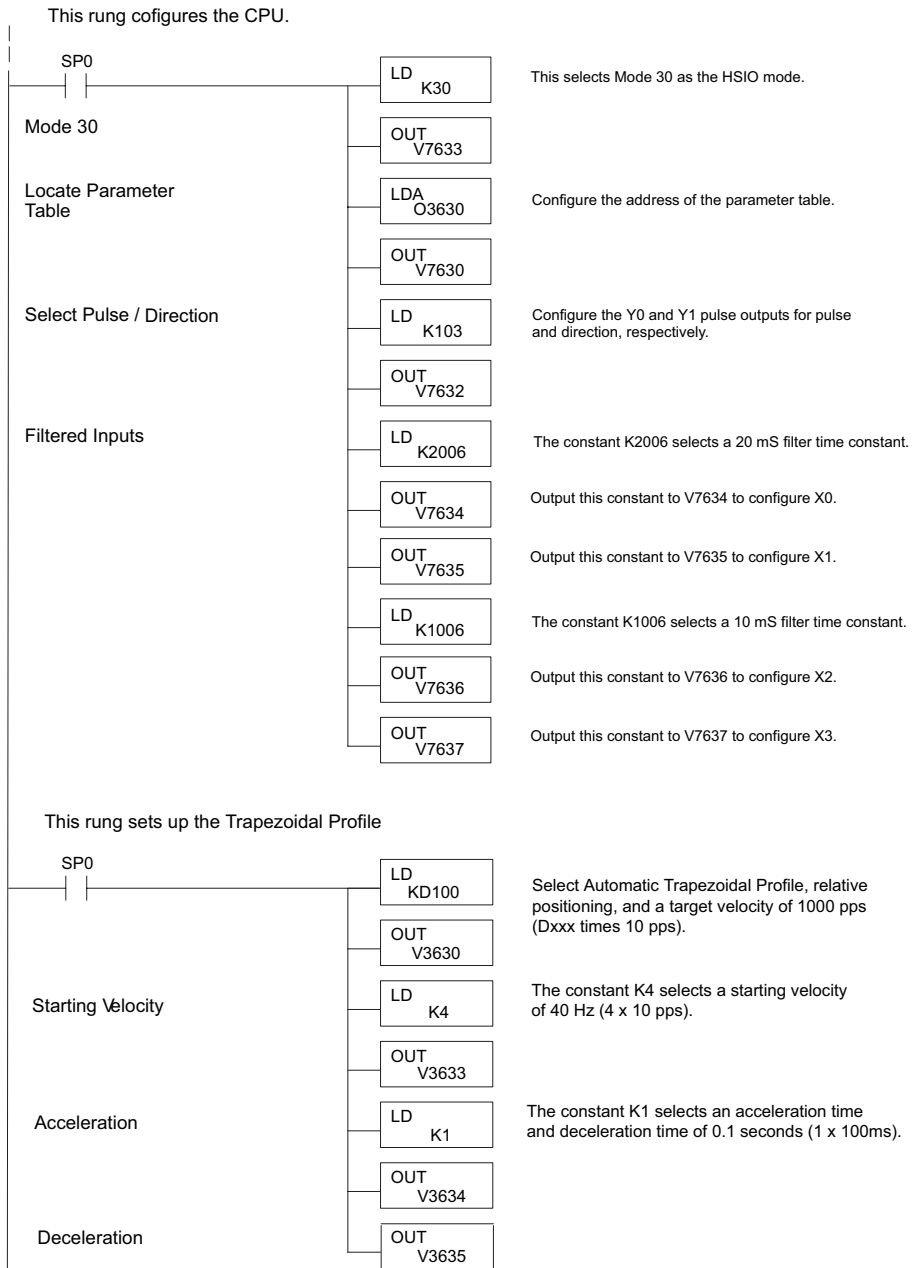 This rung cofigures the CPU.
SP0
LD
K30
This selects Mode 30 as the HSIO mode.
Mode 30
OUT
V7633
Locate Parameter
Table
LDA
O3630
Configure the address of the parameter table.
OUT
V7630
Select Pulse / Direction
LD
K103
Configure the Y0 and Y1 pulse outputs for pulse
and direction, respectively.
OUT
V7632
Filtered Inputs
LD
K2006
The constant K2006 selects a 20 mS filter time constant.
OUT
V7634
Output this constant to V7634 to configure X0.
OUT
V7635
Output this constant to V7635 to configure X1.
LD
K1006
The constant K1006 selects a 10 mS filter time constant.
OUT
V7636
Output this constant to V7636 to configure X2.
OUT
V7637
Output this constant to V7637 to configure X3.
This rung sets up the Trapezoidal Profile
SP0
LD
KD100
Select Automatic Trapezoidal Profile, relative
positioning, and a target velocity of 1000 pps
(Dxxx times 10 pps).
OUT
V3630
Starting Velocity
LD
K4
The constant K4 selects a starting velocity
of 40 Hz (4 x 10 pps).
OUT
V3633
Acceleration
LD
K1
The constant K1 selects an acceleration time
and deceleration time of 0.1 seconds (1 x 100ms).
OUT
V3634
Deceleration
OUT
V3635